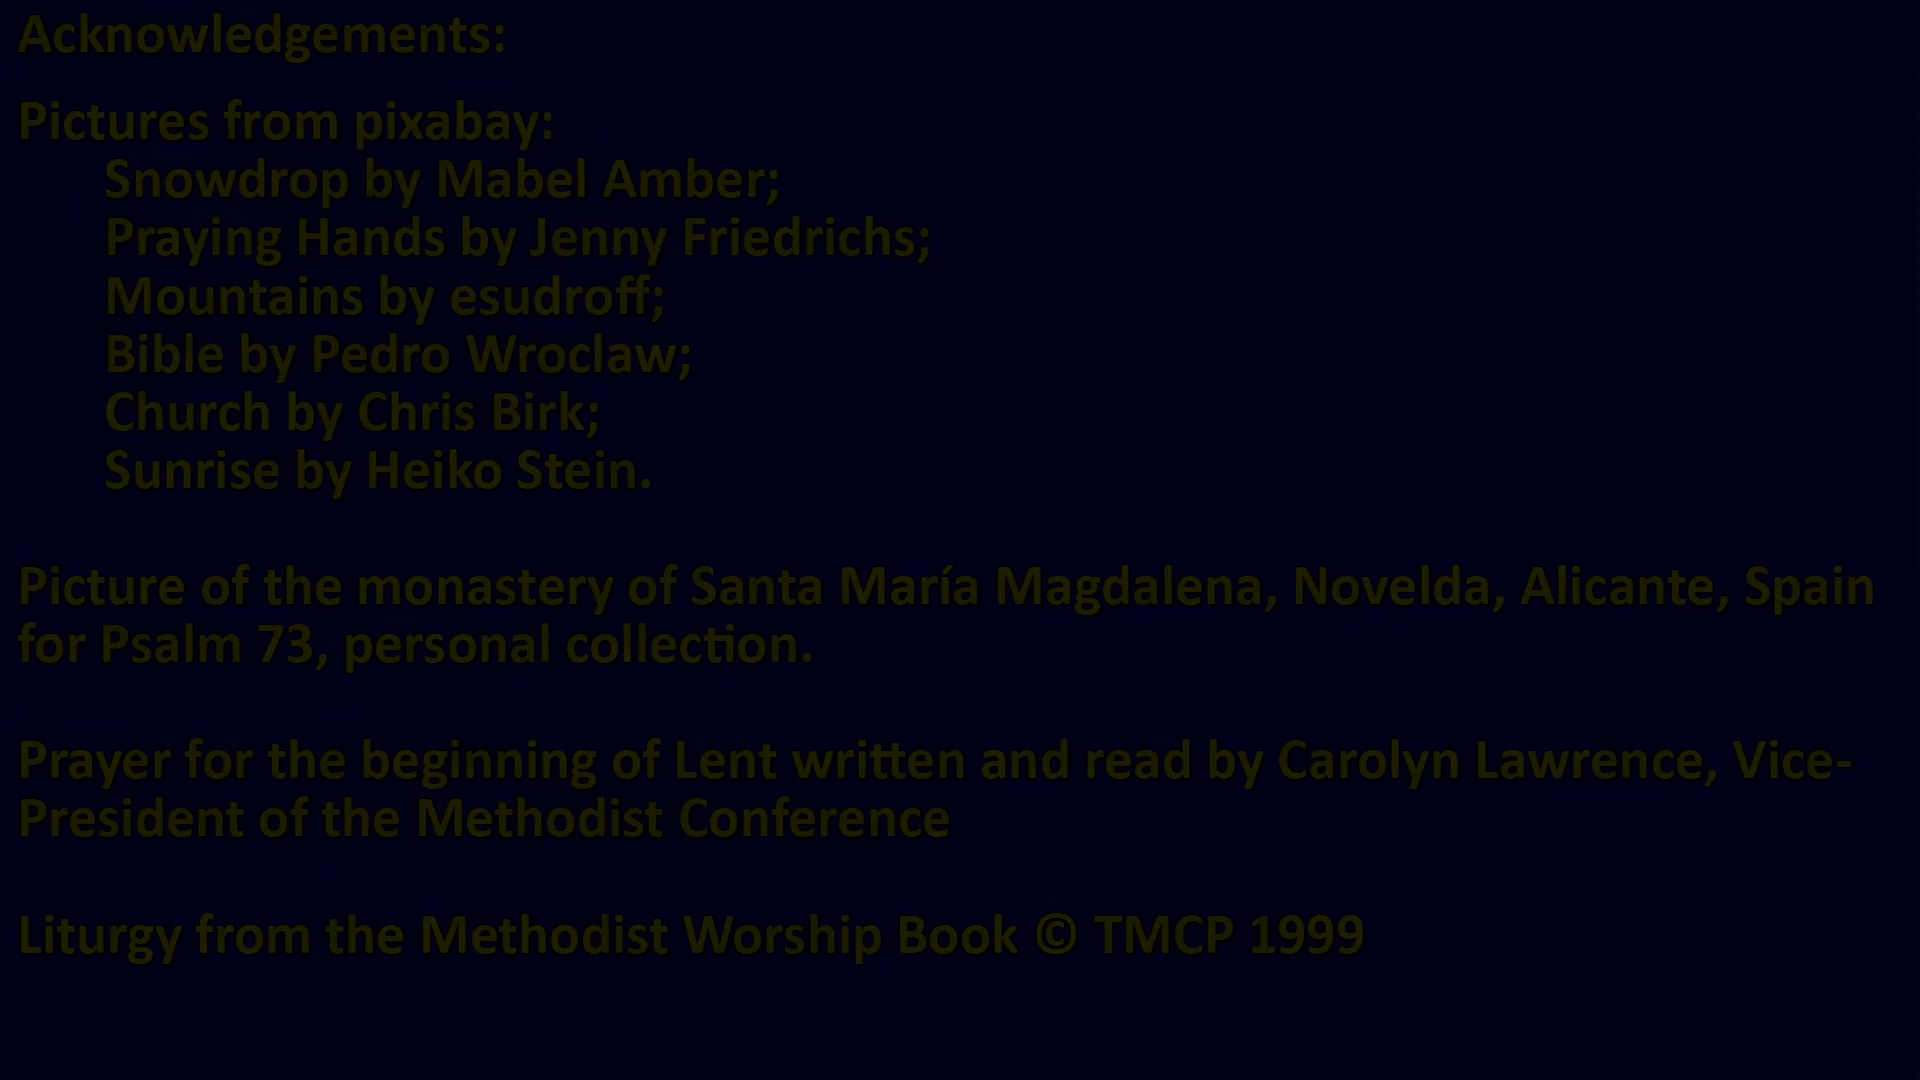 Acknowledgements:
Pictures from pixabay:
Snowdrop by Mabel Amber;
Praying Hands by Jenny Friedrichs;
Mountains by esudroff;
Bible by Pedro Wroclaw;
Church by Chris Birk;
Sunrise by Heiko Stein.
Picture of the monastery of Santa María Magdalena, Novelda, Alicante, Spain
for Psalm 73, personal collection.
Prayer for the beginning of Lent written and read by Carolyn Lawrence, Vice-
President of the Methodist Conference
Liturgy from the Methodist Worship Book © TMCP 1999